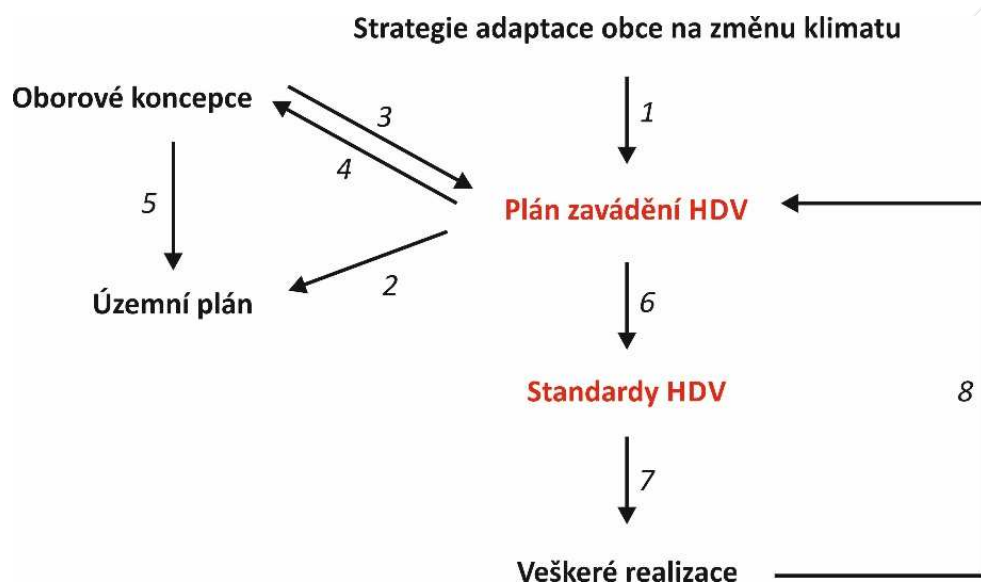 Strategie adaptace obce na změnu klimatu
Oborové koncepce
3
1
4
5
Plán zavádění HDV
2
Územní plán
6
Standardy HDV
8
7
Veškeré realizace